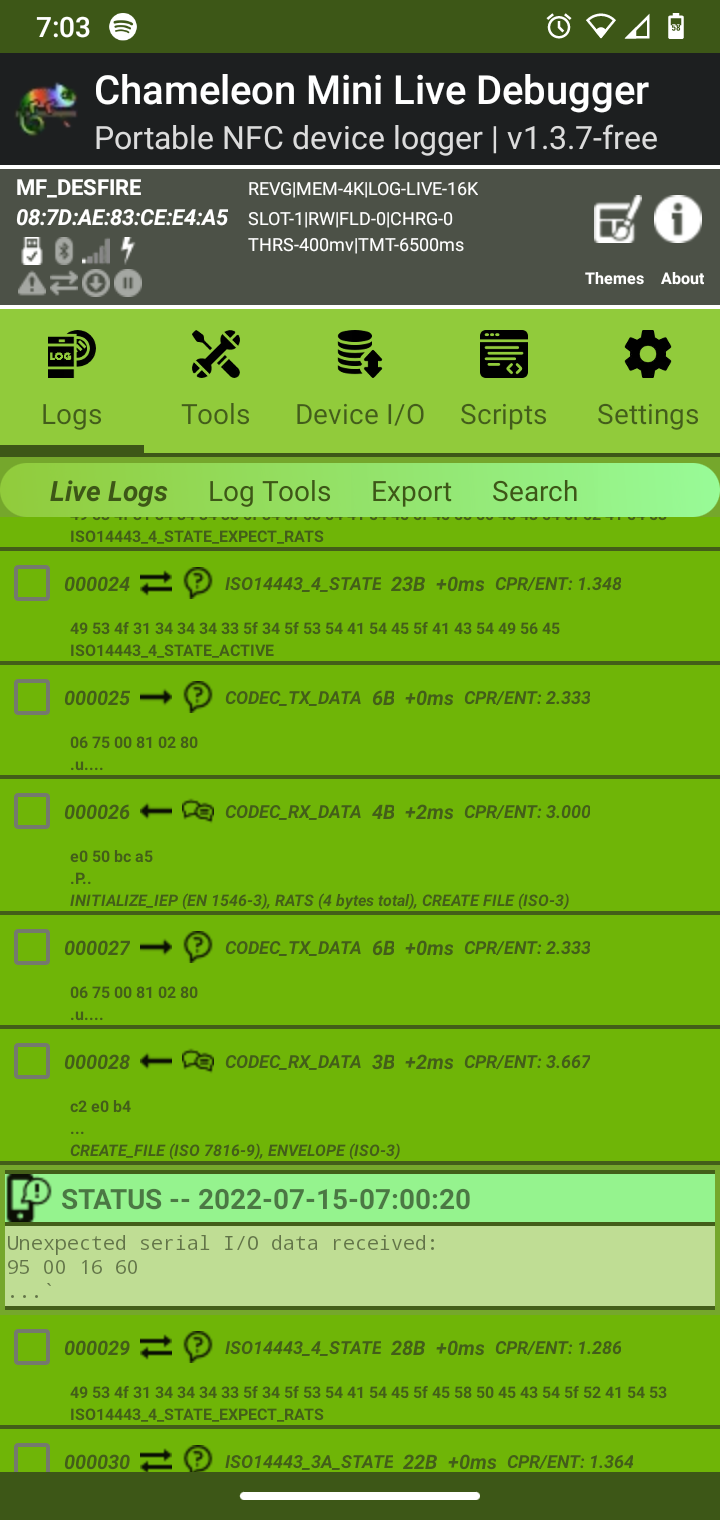 7:03
98
Chameleon Mini Live Debugger
Portable NFC device logger | v1.3.7-free
MF_DESFIRE
08:7D:AE:83:CE:E4:A5
REVG|MEM-4K|LOG-LIVE-16K
SLOT-1|RW|FLD-0|CHRG-0
THRS-400mv|TMT-6500ms
Themes About
LOG
Logs Tools Device I/O Scripts Settings
Live Logs Log Tools Export Search
ISO14443_4_STATE_EXPECT_RATS
000024 ISO14443_4_STATE 23B +0ms CPR/ENT: 1.348
49 53 4f 31 34 34 34 33 5f 34 5f 53 54 41 54 45 5f 41 43 54 49 56 45
ISO14443_4_STATE_ACTIVE
000025 CODEC_TX_DATA 6B +0ms CPR/ENT: 2.333
06 75 00 81 02 80
.u....
000026 CODEC_RX_DATA 4B +2ms CPR/ENT: 3.000
e0 50 bc a5
.P..
INITIALIZE_IEP (EN 1546-3), RATS (4 bytes total), CREATE FILE (ISO-3)
000027 CODEC_TX_DATA 6B +0ms CPR/ENT: 2.333
06 75 00 81 02 80
.u....
000028 CODEC_RX_DATA 3B +2ms CPR/ENT: 3.667
c2 e0 b4
...
CREATE_FILE (ISO 7816-9), ENVELOPE (ISO-3)
STATUS -- 2022-07-15-07:00:20
Unexpected serial I/O data received:
95 00 16 60
...`
000029 ISO14443_4_STATE 28B +0ms CPR/ENT: 1.286
49 53 4f 31 34 34 34 33 5f 34 5f 53 54 41 54 45 5f 45 58 50 45 43 54 5f 52 41 54 53
ISO14443_4_STATE_EXPECT_RATS
000030 ISO14443_3A_STATE 22B +0ms CPR/ENT: 1.364